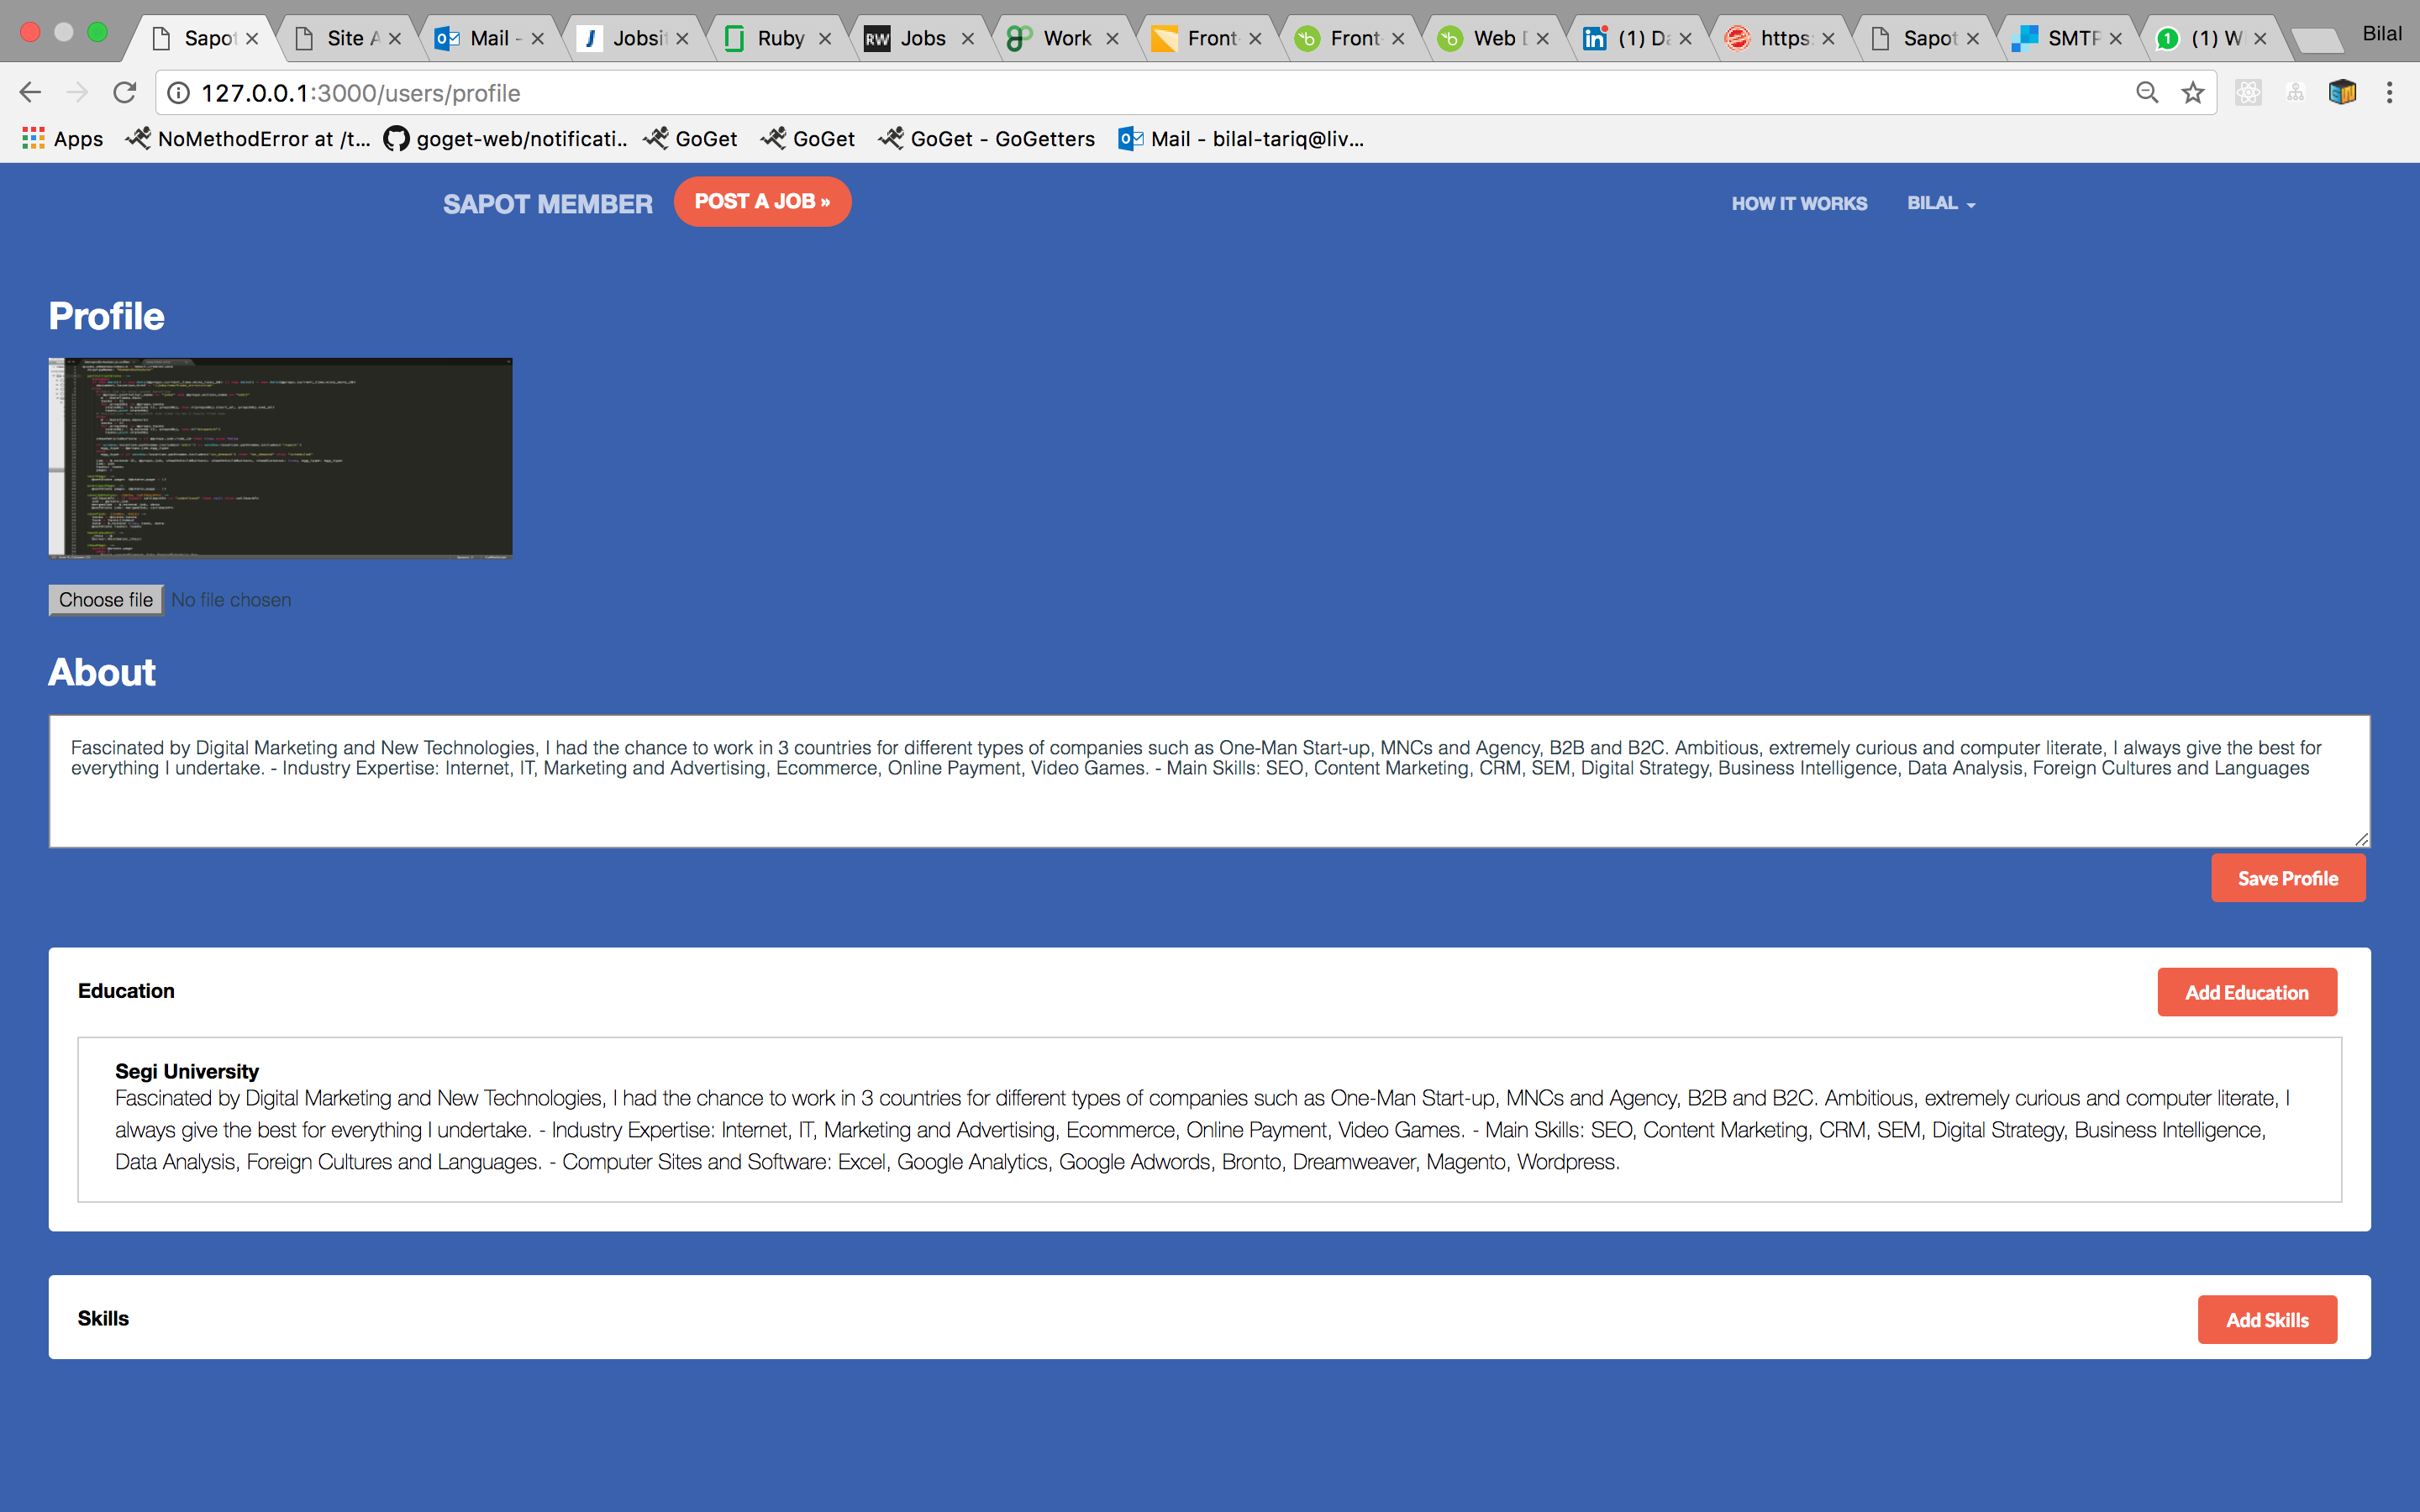 Sapot
Site A
Mail -
Jobsit
Ruby
RW Jobs
Work
Front
Front
Web D
in (1) Da
https:
Sapot
SMTP
1 (1) W
Bilal
127.0.0.1:3000/users/profile
Apps
NoMethodError at /t...
goget-web/notificati..
GoGet
GoGet
GoGet - GoGetters
Mail - bilal-tariq@liv...
SAPOT MEMBER
POST A JOB »
HOW IT WORKS
BILAL
Profile
Choose file No file chosen
About
Fascinated by Digital Marketing and New Technologies, I had the chance to work in 3 countries for different types of companies such as One-Man Start-up, MNCs and Agency, B2B and B2C. Ambitious, extremely curious and computer literate, I always give the best for
everything I undertake. - Industry Expertise: Internet, IT, Marketing and Advertising, Ecommerce, Online Payment, Video Games. - Main Skills: SEO, Content Marketing, CRM, SEM, Digital Strategy, Business Intelligence, Data Analysis, Foreign Cultures and Languages
Save Profile
Education
Add Education
Segi University
Fascinated by Digital Marketing and New Technologies, I had the chance to work in 3 countries for different types of companies such as One-Man Start-up, MNCs and Agency, B2B and B2C. Ambitious, extremely curious and computer literate, I
always give the best for everything I undertake. - Industry Expertise: Internet, IT, Marketing and Advertising, Ecommerce, Online Payment, Video Games. - Main Skills: SEO, Content Marketing, CRM, SEM, Digital Strategy, Business Intelligence,
Data Analysis, Foreign Cultures and Languages. - Computer Sites and Software: Excel, Google Analytics, Google Adwords, Bronto, Dreamweaver, Magento, Wordpress.
Skills
Add Skills